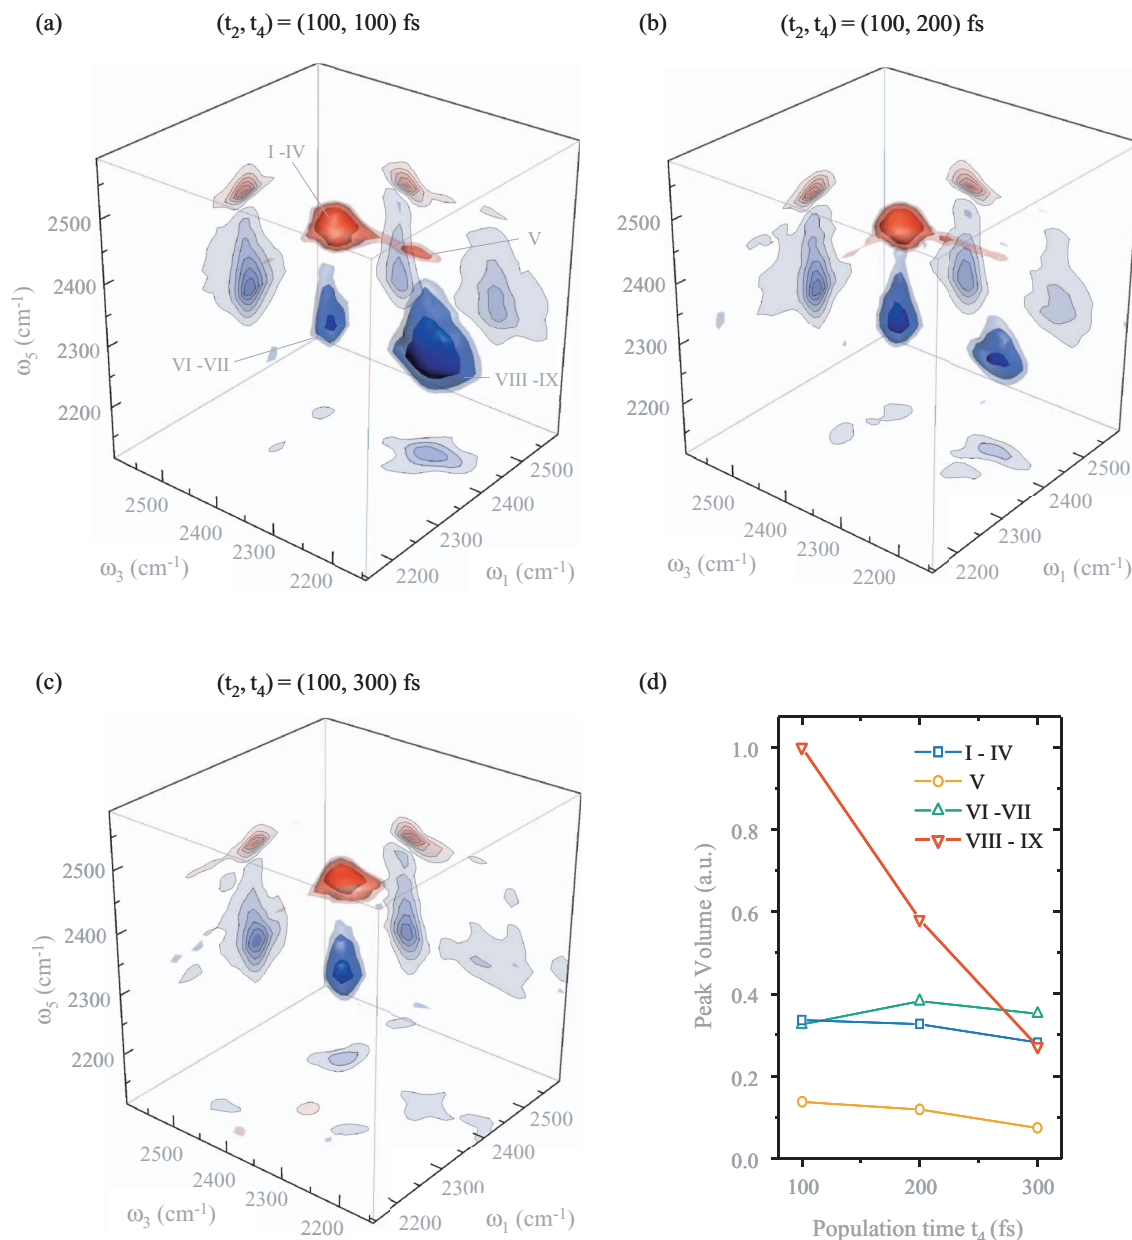 (a)
(t₂, t₄) = (100, 100) fs
I -IV
V
VI -VII
VIII -IX
2500
2400
2300
2200
ω₅ (cm⁻¹)
2500
2400
2300
2200
ω₃ (cm⁻¹)
2500
2400
2300
2200
ω₁ (cm⁻¹)
(b)
(t₂, t₄) = (100, 200) fs
2500
2400
2300
2200
ω₅ (cm⁻¹)
2500
2400
2300
2200
ω₃ (cm⁻¹)
2500
2400
2300
2200
ω₁ (cm⁻¹)
(c)
(t₂, t₄) = (100, 300) fs
2500
2400
2300
2200
ω₅ (cm⁻¹)
2500
2400
2300
2200
ω₃ (cm⁻¹)
2500
2400
2300
2200
ω₁ (cm⁻¹)
(d)
I - IV
V
VI -VII
VIII - IX
1.0
0.8
0.6
0.4
0.2
0.0
Peak Volume (a.u.)
100
200
300
Population time t₄ (fs)